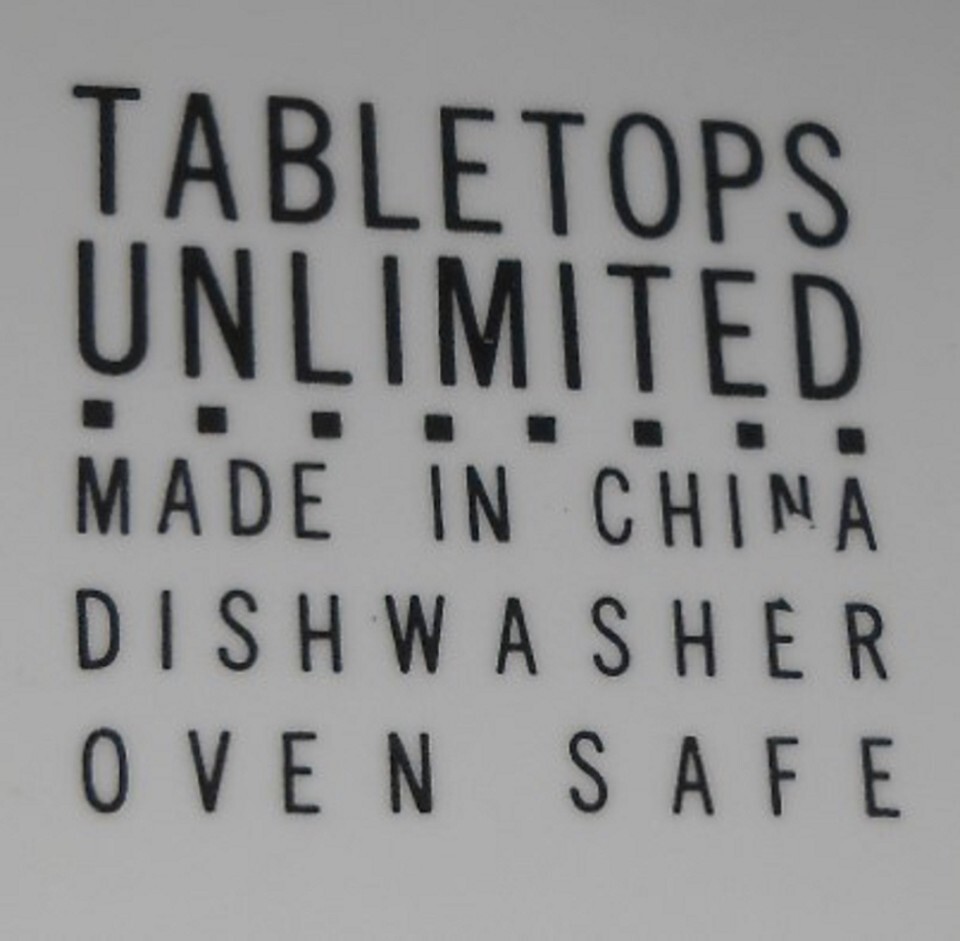 TABLETOPS
UNLIMITED
▪ ▪ ▪ ▪ ▪ ▪ ▪ ▪
MADE IN CHINA
DISHWASHER
OVEN SAFE